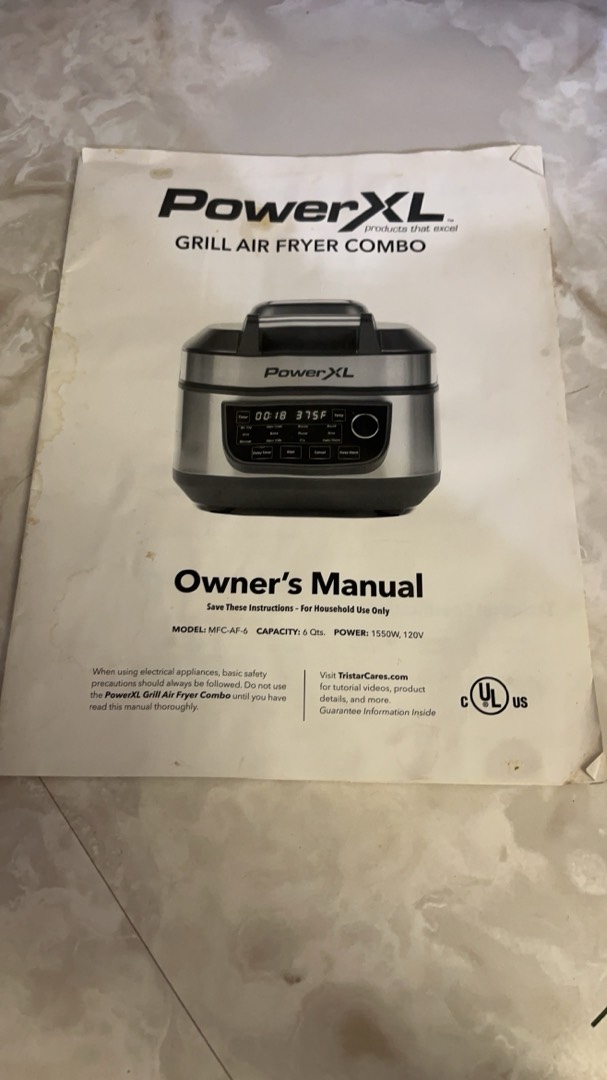 PowerXL™
products that excel
GRILL AIR FRYER COMBO
PowerXL
00:18 375F
Owner's Manual
Save These Instructions – For Household Use Only
MODEL: MFC-AF-6 CAPACITY: 6 Qts. POWER: 1550W, 120V
When using electrical appliances, basic safety
precautions should always be followed. Do not use
the PowerXL Grill Air Fryer Combo until you have
read this manual thoroughly.
Visit TristarCares.com
for tutorial videos, product
details, and more.
Guarantee Information Inside
C UL® US